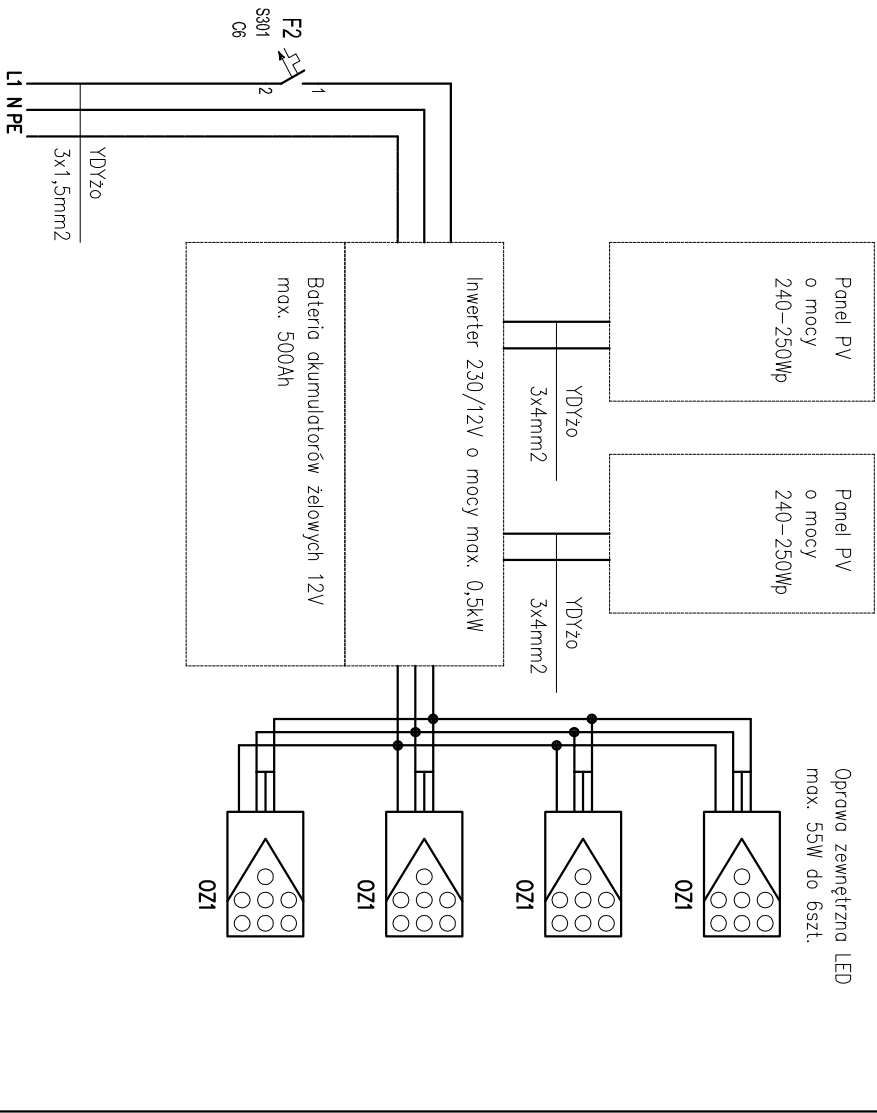 Panel PV
o mocy
240-250Wp
Panel PV
o mocy
240-250Wp
Oprawa zewnętrzna LED
max. 55W do 6szt.
YDYżo
3x4mm2
YDYżo
3x4mm2
Inwerter 230/12V o mocy max. 0,5kW
Bateria akumulatorów żelowych 12V
max. 500Ah
F2
S301
C6
1
2
L1 N PE
YDYżo
3x1,5mm2
OZ1
OZ1
OZ1
OZ1